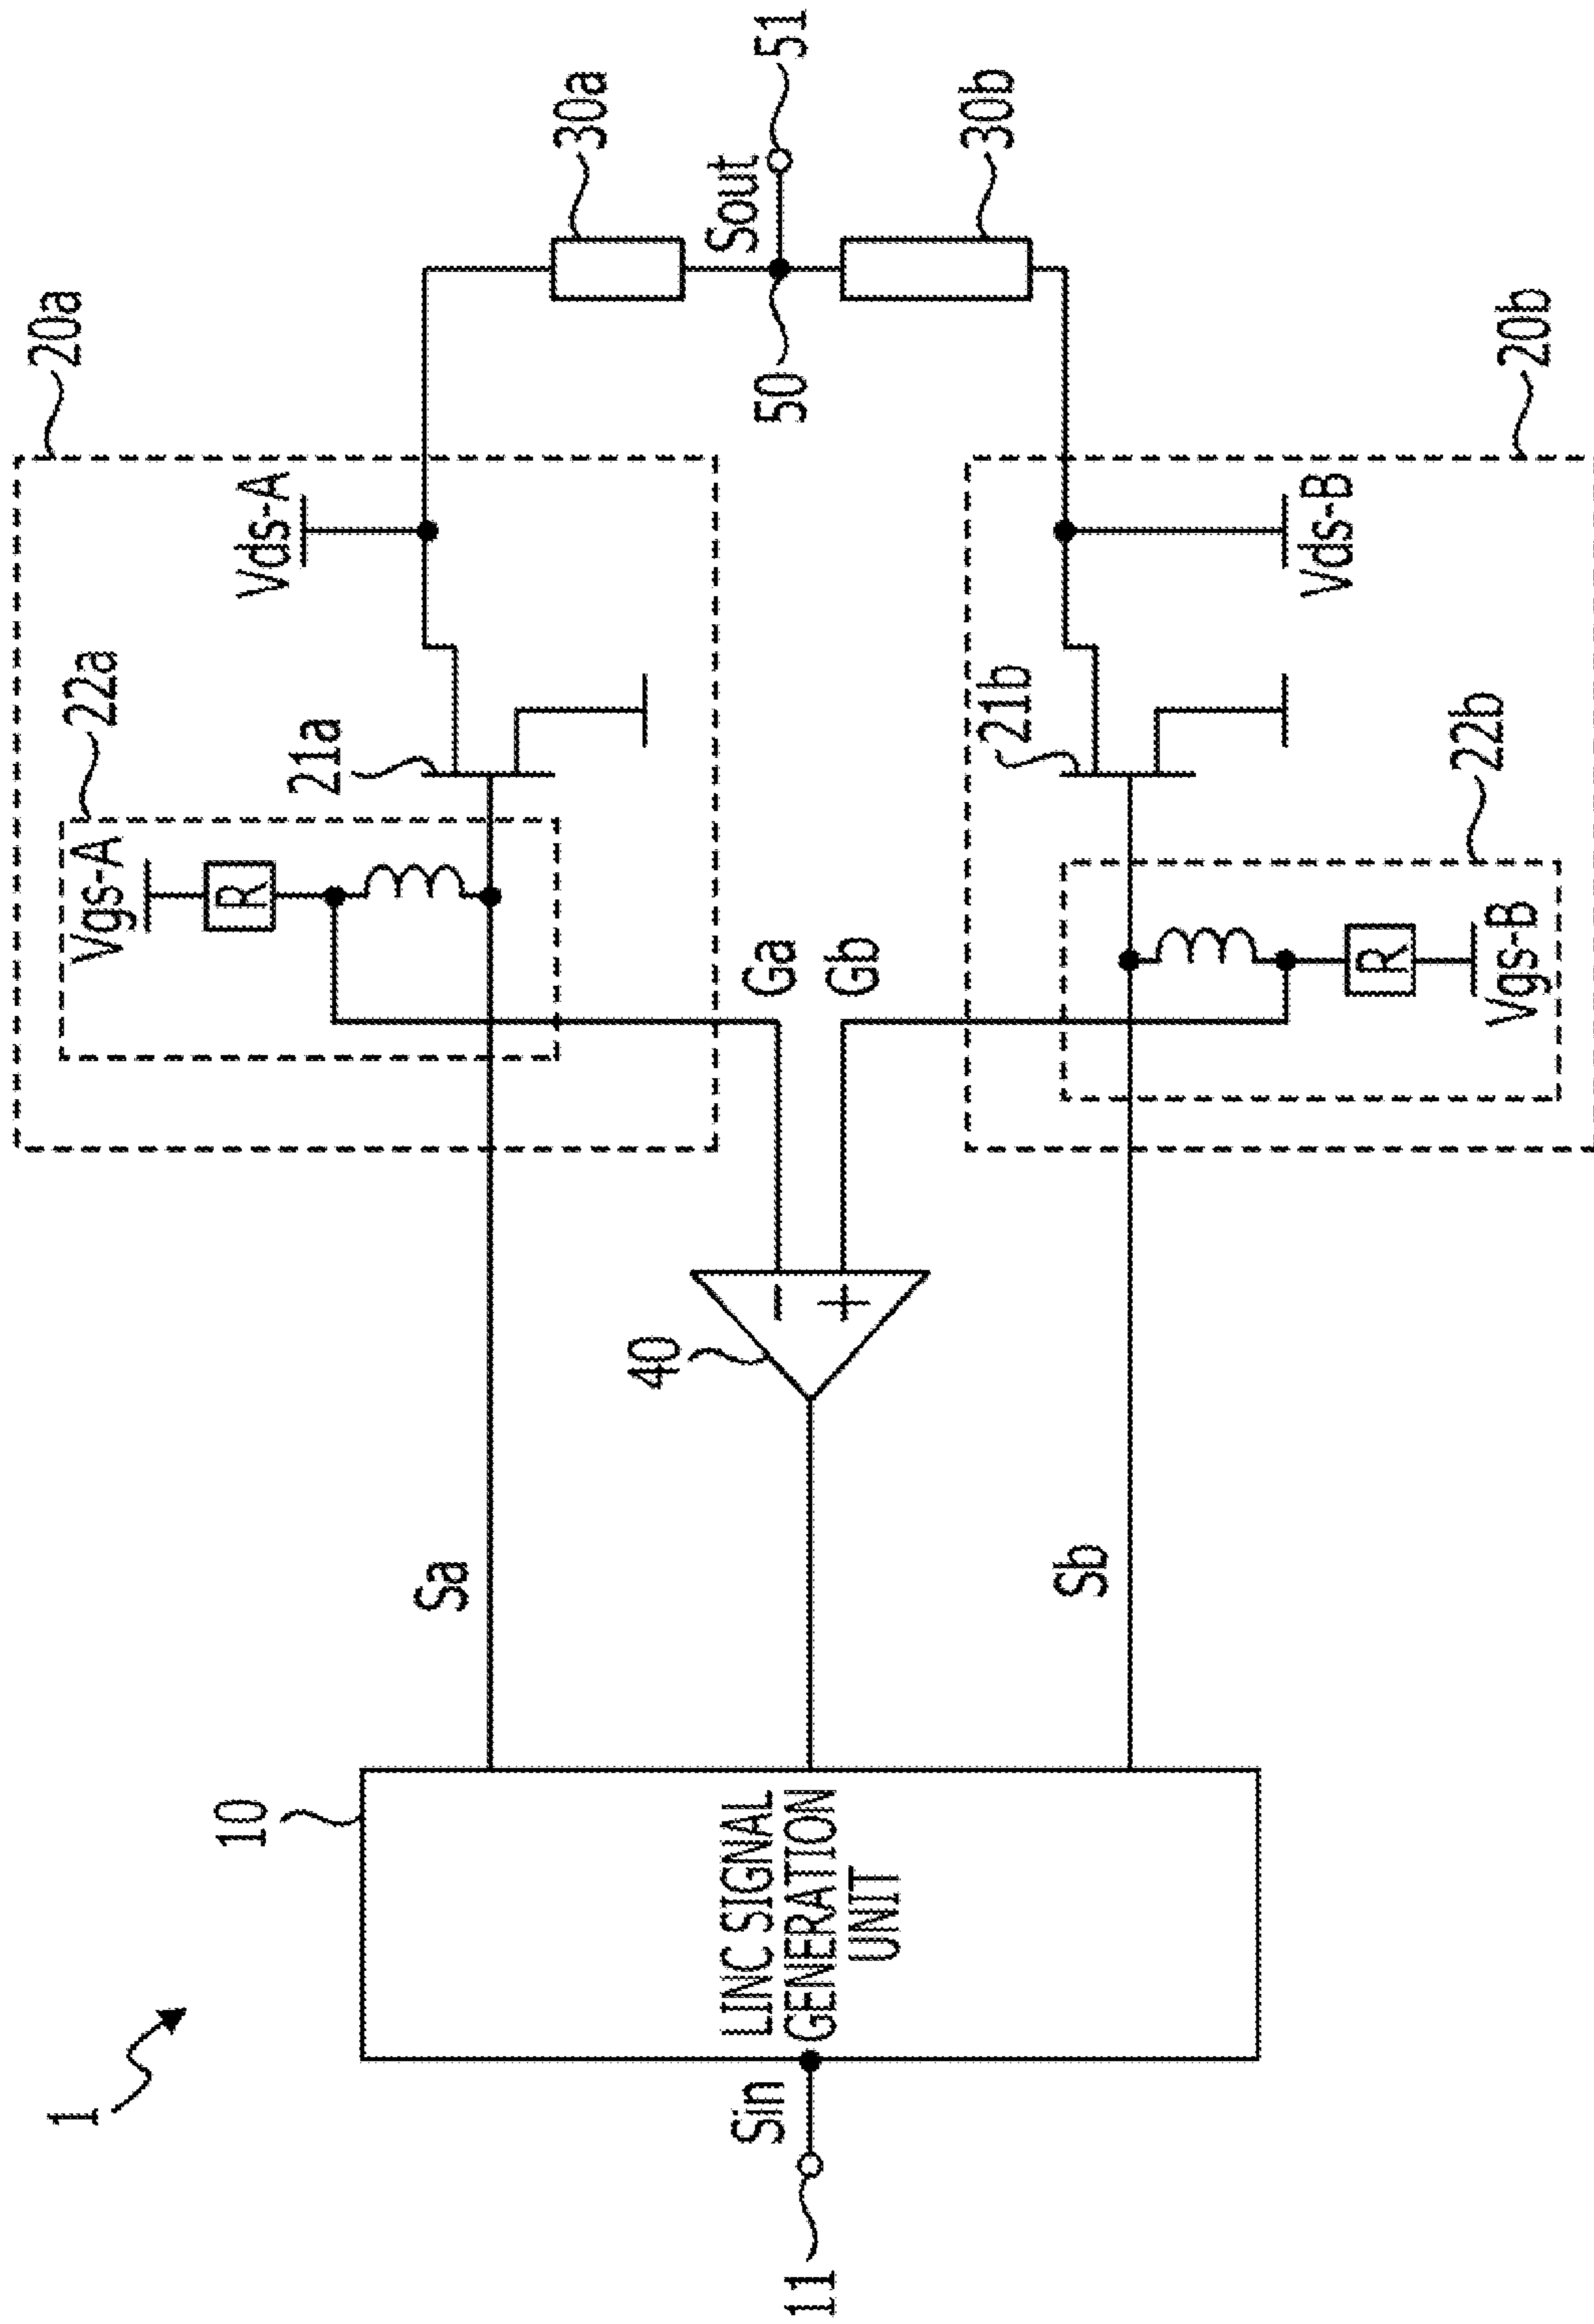 1
20a
Vds-A
22a
Vgs-A
R
21a
10
Sa
30a
40
Ga
Sout
51
50
LINC SIGNAL
GENERATION
UNIT
Sin
11
Gb
-
+
30b
21b
Sb
Vds-B
22b
R
Vgs-B
20b